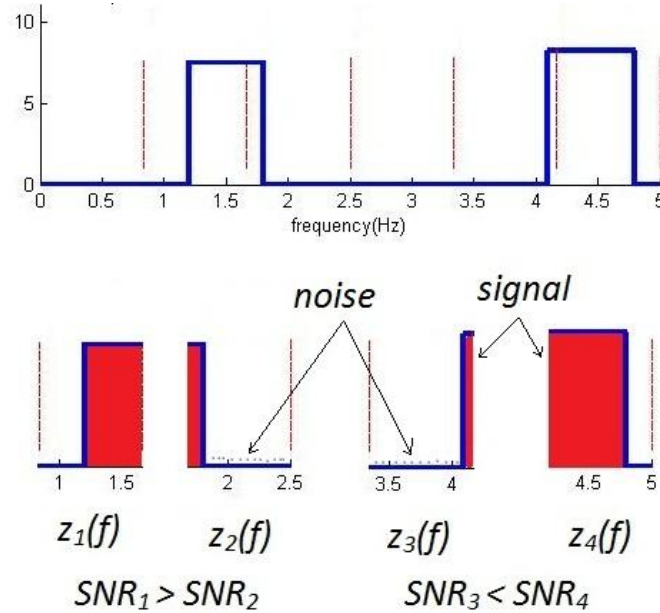 10
5
0
0 0.5 1 1.5 2 2.5 3 3.5 4 4.5 5
frequency(Hz)
noise signal
1 1.5 2 2.5 3.5 4 4.5 5
z1(f) z2(f) z3(f) z4(f)
SNR1 > SNR2 SNR3 < SNR4